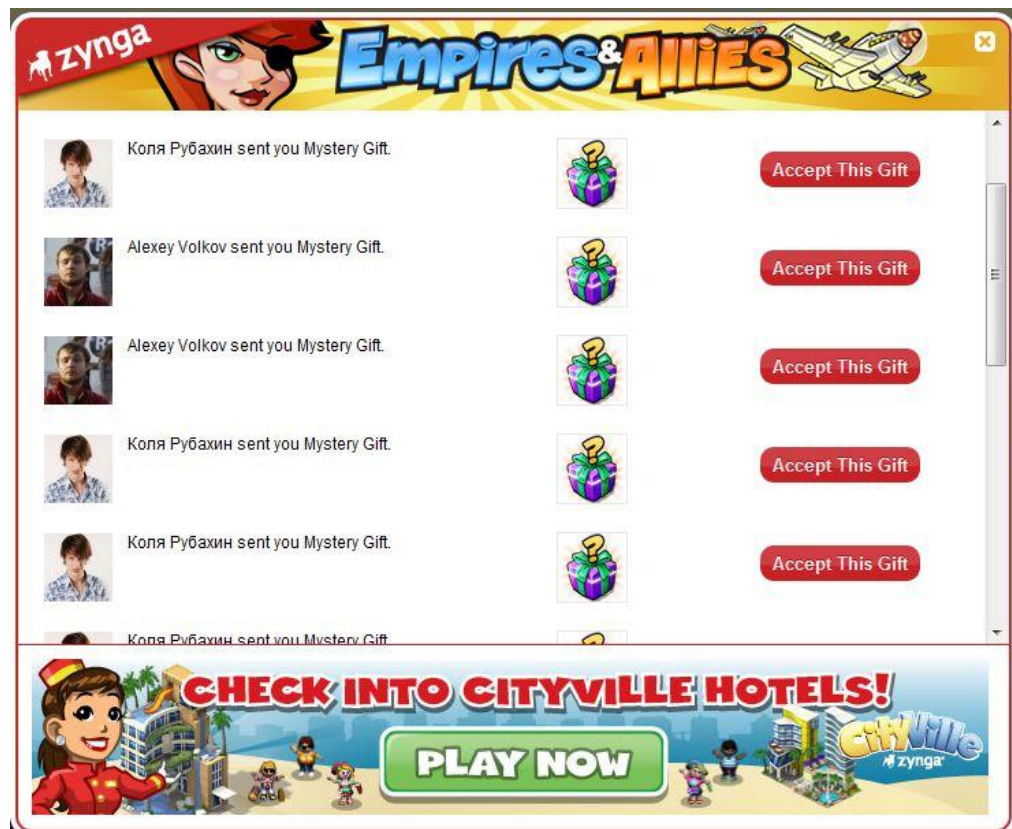 zynga
Empires & Allies
Коля Рубахин sent you Mystery Gift.
Accept This Gift
Alexey Volkov sent you Mystery Gift.
Accept This Gift
Alexey Volkov sent you Mystery Gift.
Accept This Gift
Коля Рубахин sent you Mystery Gift.
Accept This Gift
Коля Рубахин sent you Mystery Gift.
Accept This Gift
Коля Рубахин sent you Mystery Gift.
CHECK INTO CITYVILLE HOTELS!
PLAY NOW
CityVille
zynga